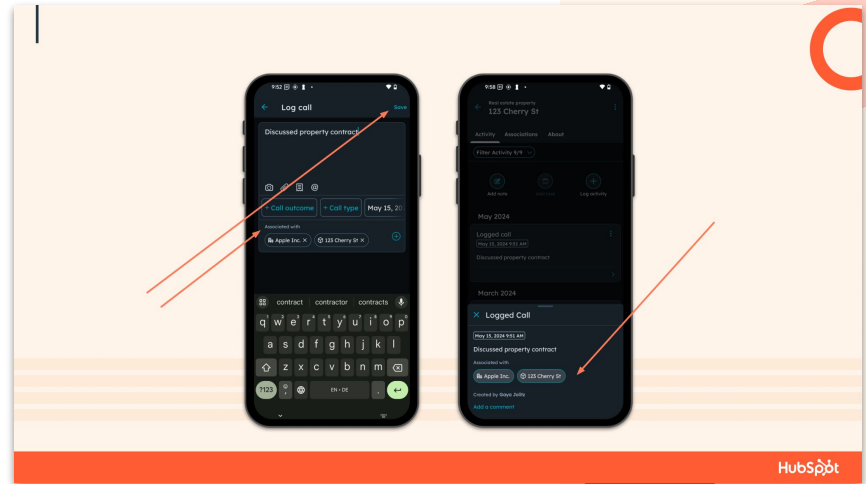 9:52
Log call
Save
Discussed property contract
+ Call outcome
+ Call type
May 15, 20
Associated with
Apple Inc. ×
123 Cherry St ×
contract contractor contracts
q w e r t y u i o p
a s d f g h j k l
z x c v b n m
?123
,
EN • DE
.
9:58
Real estate property
123 Cherry St
Activity Associations About
Filter Activity 9/9
Add note
Log activity
May 2024
Logged call
May 15, 2024 9:51 AM
Discussed property contract
March 2024
× Logged Call
May 15, 2024 9:51 AM
Discussed property contract
Associated with
Apple Inc.
123 Cherry St
Created by Gaya Jallis
Add a comment
HubSpot